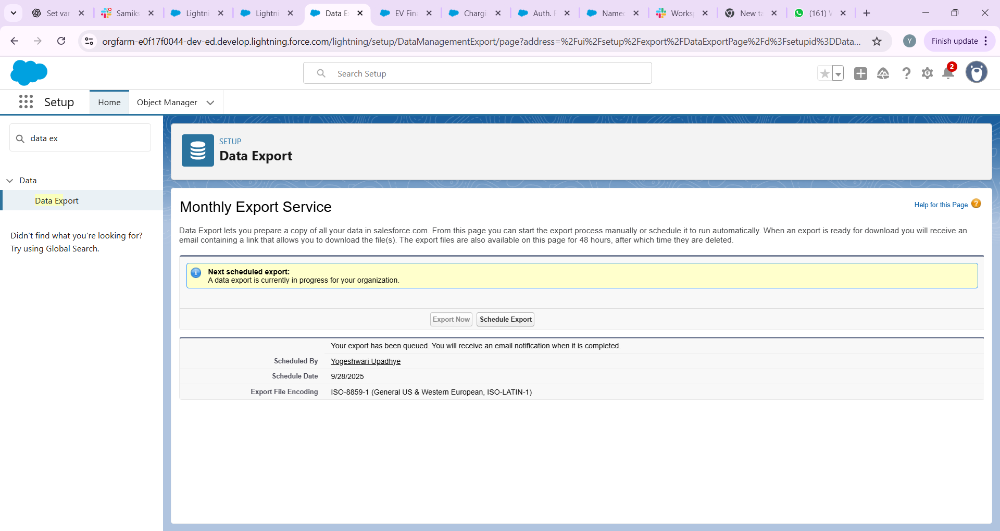 Set var
Samiks
Lightni
Lightni
Data E
EV Fin
Chargi
Auth. P
Named
Works
New ta
(161) W
orgfarm-e0f17f0044-dev-ed.develop.lightning.force.com/lightning/setup/DataManagementExport/page?address=%2Fui%2Fsetup%2Fexport%2FDataExportPage%2Fd%3Fsetupid%3DData...
Y
Finish update
Search Setup
2
Setup
Home
Object Manager
data ex
Data
Data Export
Didn't find what you're looking for?
Try using Global Search.
SETUP
Data Export
Monthly Export Service
Help for this Page
Data Export lets you prepare a copy of all your data in salesforce.com. From this page you can start the export process manually or schedule it to run automatically. When an export is ready for download you will receive an
email containing a link that allows you to download the file(s). The export files are also available on this page for 48 hours, after which time they are deleted.
Next scheduled export:
A data export is currently in progress for your organization.
Export Now
Schedule Export
Your export has been queued. You will receive an email notification when it is completed.
Scheduled By Yogeshwari Upadhye
Schedule Date 9/28/2025
Export File Encoding ISO-8859-1 (General US & Western European, ISO-LATIN-1)